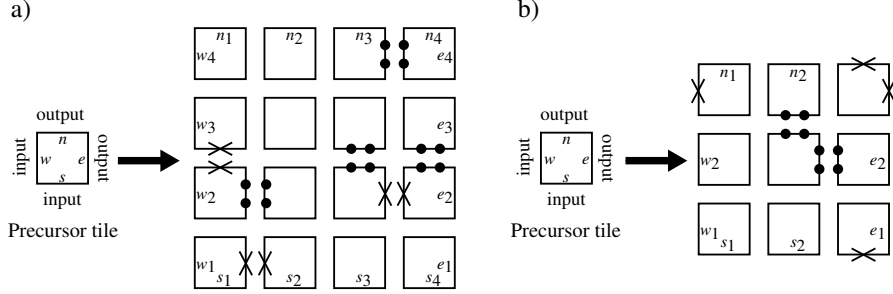 a)
b)
n1 n2 n3 n4
w4 e4
output
input w n e s output
input
Precursor tile
w3 e3
w2 e2
w1 e1
s1 s2 s3 s4
n1 n2
output
input w n e s output
input
Precursor tile
w2 e2
w1 e1
s1 s2